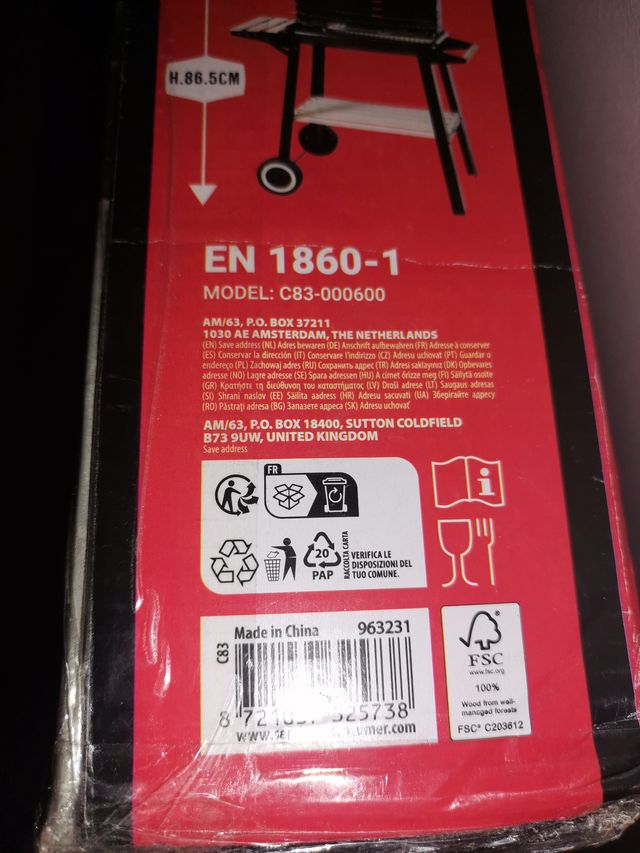 H.86.5CM
EN 1860-1
MODEL: C83-000600
AM/63, P.O. BOX 37211
1030 AE AMSTERDAM, THE NETHERLANDS
(EN) Save address (NL) Adres bewaren (DE) Anschrift aufbewahren (FR) Adresse à conserver
(ES) Conservar la dirección (IT) Conservare l'indirizzo (CZ) Adresu uchovat (PT) Guardar o
endereço (PL) Zachowaj adres (RU) Сохранить адрес (TR) Adresi saklayınız (DK) Opbevares
adresse (NO) Lagre adresse (SE) Spara adressen (HU) A címet őrizze meg (FI) Säilytä osoite
(GR) Κρατήστε τη διεύθυνση του καταστήματος (LV) Droši adrese (LT) Saugaus adresas
(SI) Shrani naslov (EE) Säilita aadress (HR) Adresu sacuvati (UA) Зберігайте адресу
(RO) Păstrați adresa (BG) Запазете адреса (SK) Adresu uchovať
AM/63, P.O. BOX 18400, SUTTON COLDFIELD
B73 9UW, UNITED KINGDOM
Save address
FR
20
PAP
RACCOLTA CARTA
VERIFICA LE
DISPOSIZIONI DEL
TUO COMUNE.
C83
Made in China 963231
8 325738
FSC
www.fsc.org
100%
Wood from well-
managed forests
FSC® C203612